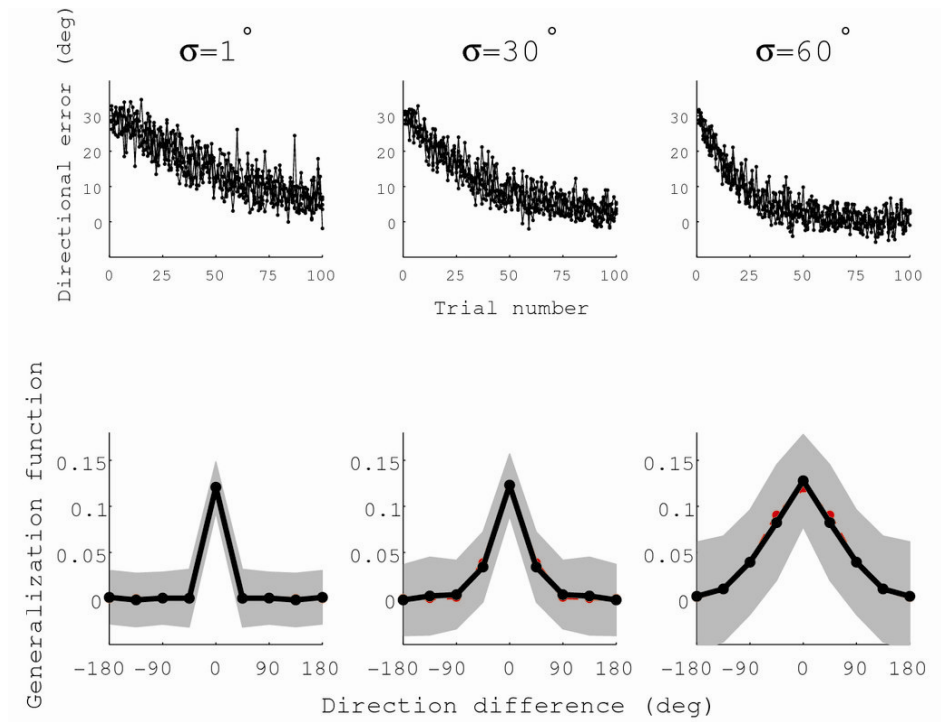 σ=1°
σ=30°
σ=60°
Directional error (deg)
30
20
10
0
0 25 50 75 100
30
20
10
0
0 25 50 75 100
30
20
10
0
0 25 50 75 100
Trial number
Generalization function
0.15
0.1
0.05
0
-180 -90 0 90 180
0.15
0.1
0.05
0
-180 -90 0 90 180
0.15
0.1
0.05
0
-180 -90 0 90 180
Direction difference (deg)